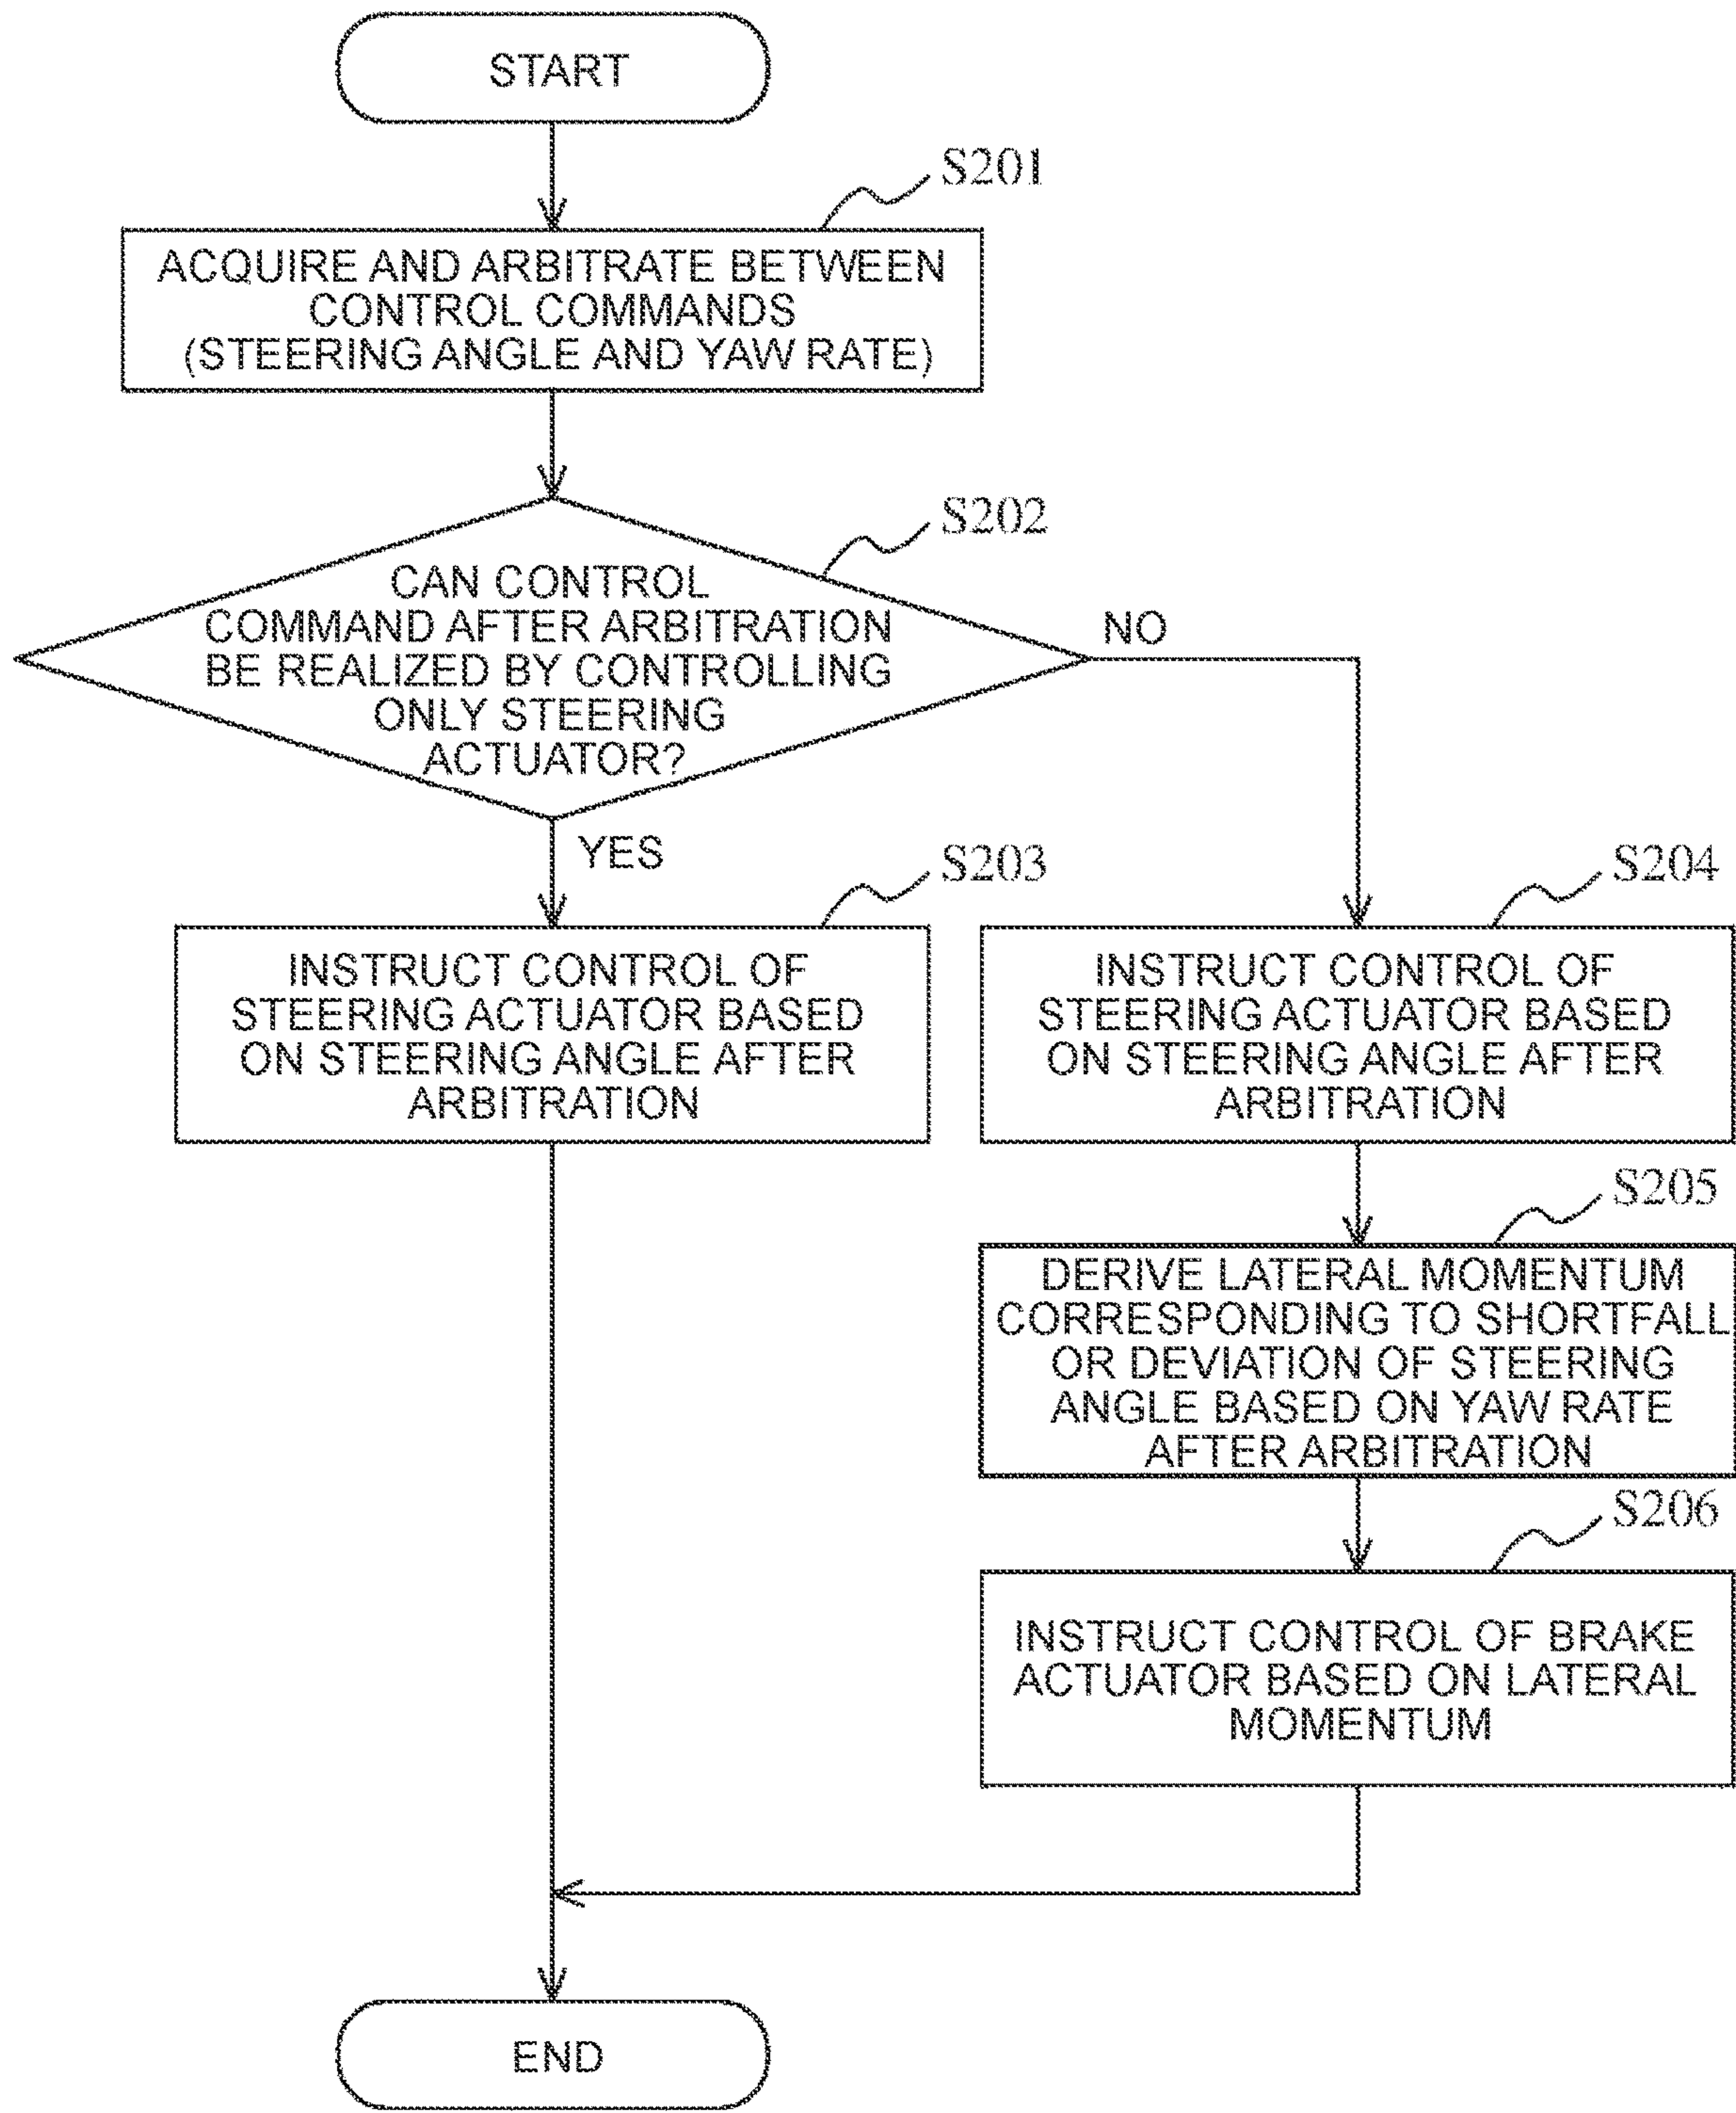 START
S201
ACQUIRE AND ARBITRATE BETWEEN
CONTROL COMMANDS
(STEERING ANGLE AND YAW RATE)
S202
CAN CONTROL
COMMAND AFTER ARBITRATION
BE REALIZED BY CONTROLLING
ONLY STEERING
ACTUATOR?
NO
YES
S203
INSTRUCT CONTROL OF
STEERING ACTUATOR BASED
ON STEERING ANGLE AFTER
ARBITRATION
S204
INSTRUCT CONTROL OF
STEERING ACTUATOR BASED
ON STEERING ANGLE AFTER
ARBITRATION
S205
DERIVE LATERAL MOMENTUM
CORRESPONDING TO SHORTFALL
OR DEVIATION OF STEERING
ANGLE BASED ON YAW RATE
AFTER ARBITRATION
S206
INSTRUCT CONTROL OF BRAKE
ACTUATOR BASED ON LATERAL
MOMENTUM
END